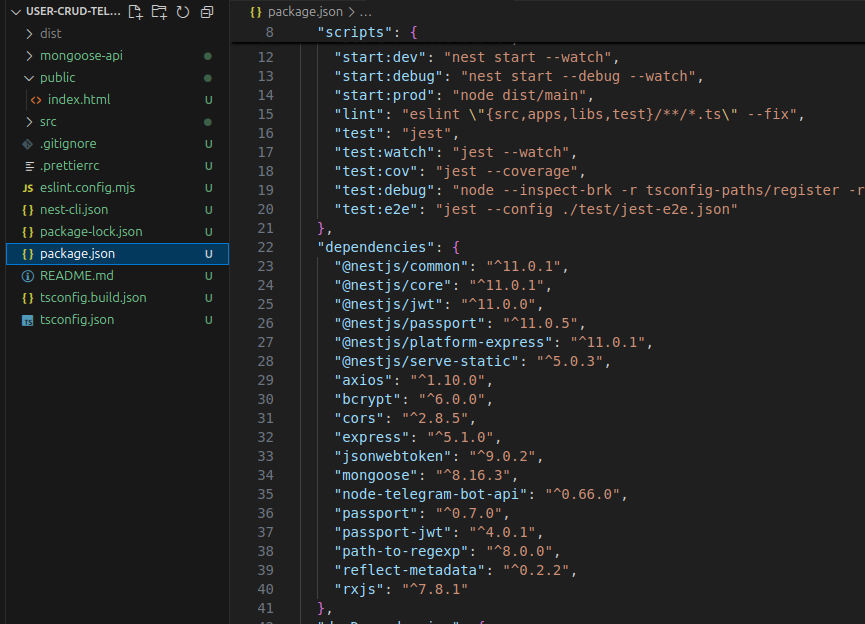 USER-CRUD-TEL...
dist
mongoose-api
public
index.html U
src
.gitignore U
.prettierrc U
JS eslint.config.mjs U
{} nest-cli.json U
{} package-lock.json U
{} package.json U
README.md U
{} tsconfig.build.json U
TS tsconfig.json U
{} package.json > ...
8 "scripts": {
12 "start:dev": "nest start --watch",
13 "start:debug": "nest start --debug --watch",
14 "start:prod": "node dist/main",
15 "lint": "eslint \"{src,apps,libs,test}/**/*.ts\" --fix",
16 "test": "jest",
17 "test:watch": "jest --watch",
18 "test:cov": "jest --coverage",
19 "test:debug": "node --inspect-brk -r tsconfig-paths/register -r
20 "test:e2e": "jest --config ./test/jest-e2e.json"
21 },
22 "dependencies": {
23 "@nestjs/common": "^11.0.1",
24 "@nestjs/core": "^11.0.1",
25 "@nestjs/jwt": "^11.0.0",
26 "@nestjs/passport": "^11.0.5",
27 "@nestjs/platform-express": "^11.0.1",
28 "@nestjs/serve-static": "^5.0.3",
29 "axios": "^1.10.0",
30 "bcrypt": "^6.0.0",
31 "cors": "^2.8.5",
32 "express": "^5.1.0",
33 "jsonwebtoken": "^9.0.2",
34 "mongoose": "^8.16.3",
35 "node-telegram-bot-api": "^0.66.0",
36 "passport": "^0.7.0",
37 "passport-jwt": "^4.0.1",
38 "path-to-regexp": "^8.0.0",
39 "reflect-metadata": "^0.2.2",
40 "rxjs": "^7.8.1"
41 },